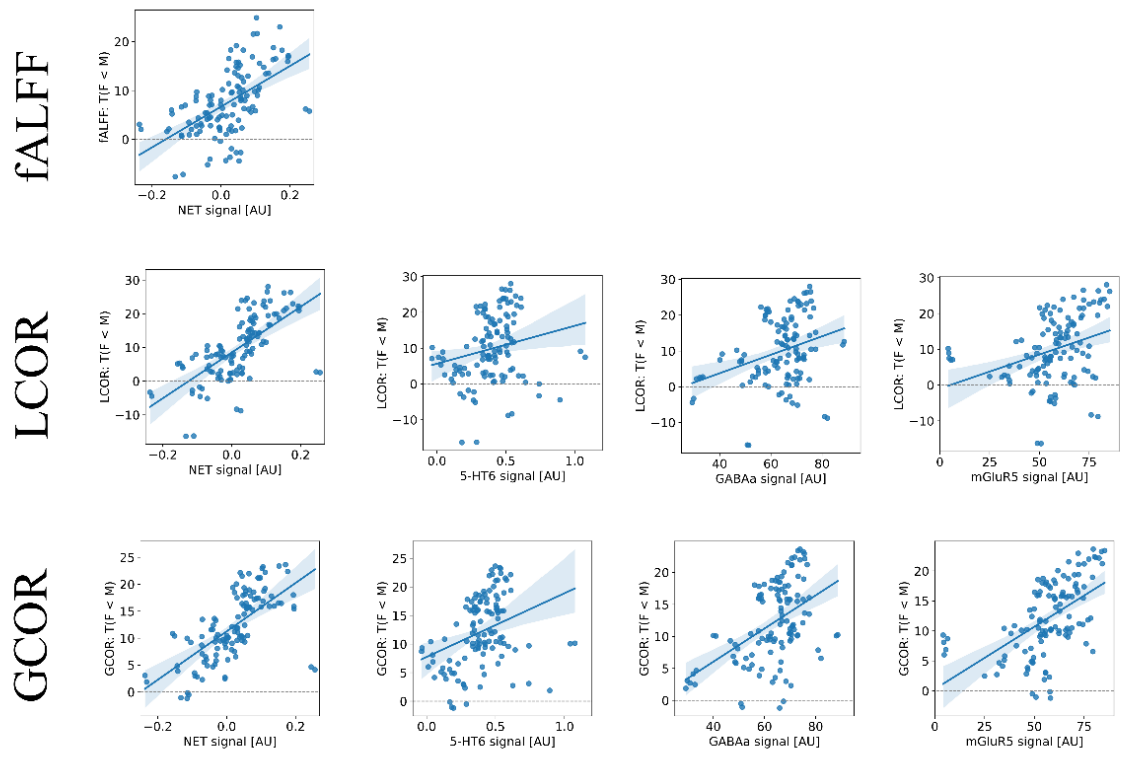 fALFF
fALFF: T(F < M)
20
10
0
−0.2 0.0 0.2
NET signal [AU]
LCOR
LCOR: T(F < M)
30
20
10
0
−10
−0.2 0.0 0.2
NET signal [AU]
LCOR: T(F < M)
30
20
10
0
−10
0.0 0.5 1.0
5-HT6 signal [AU]
LCOR: T(F < M)
30
20
10
0
−10
40 60 80
GABAa signal [AU]
LCOR: T(F < M)
30
20
10
0
−10
0 25 50 75
mGluR5 signal [AU]
GCOR
GCOR: T(F < M)
25
20
15
10
5
0
−0.2 0.0 0.2
NET signal [AU]
GCOR: T(F < M)
25
20
15
10
5
0
0.0 0.5 1.0
5-HT6 signal [AU]
GCOR: T(F < M)
20
15
10
5
0
40 60 80
GABAa signal [AU]
GCOR: T(F < M)
20
15
10
5
0
0 25 50 75
mGluR5 signal [AU]